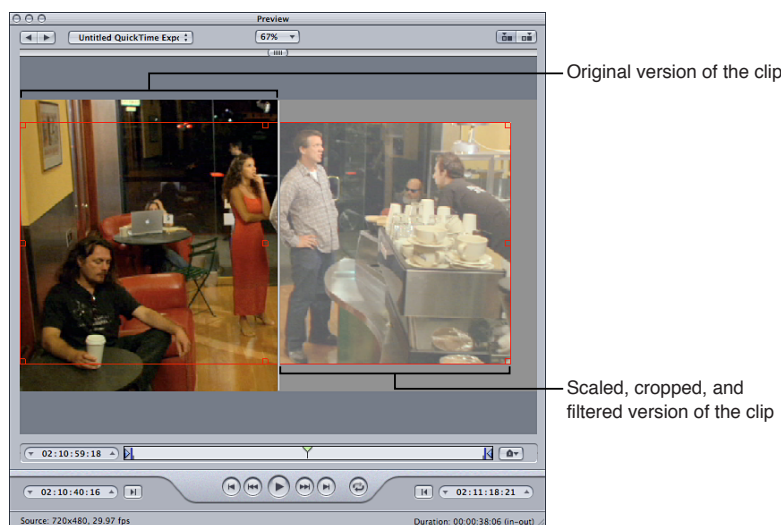 Preview
Untitled QuickTime Expc
67%
Original version of the clip
Scaled, cropped, and
filtered version of the clip
02:10:59:18
02:10:40:16
02:11:18:21
Source: 720x480, 29.97 fps
Duration: 00:00:38:06 (in-out)